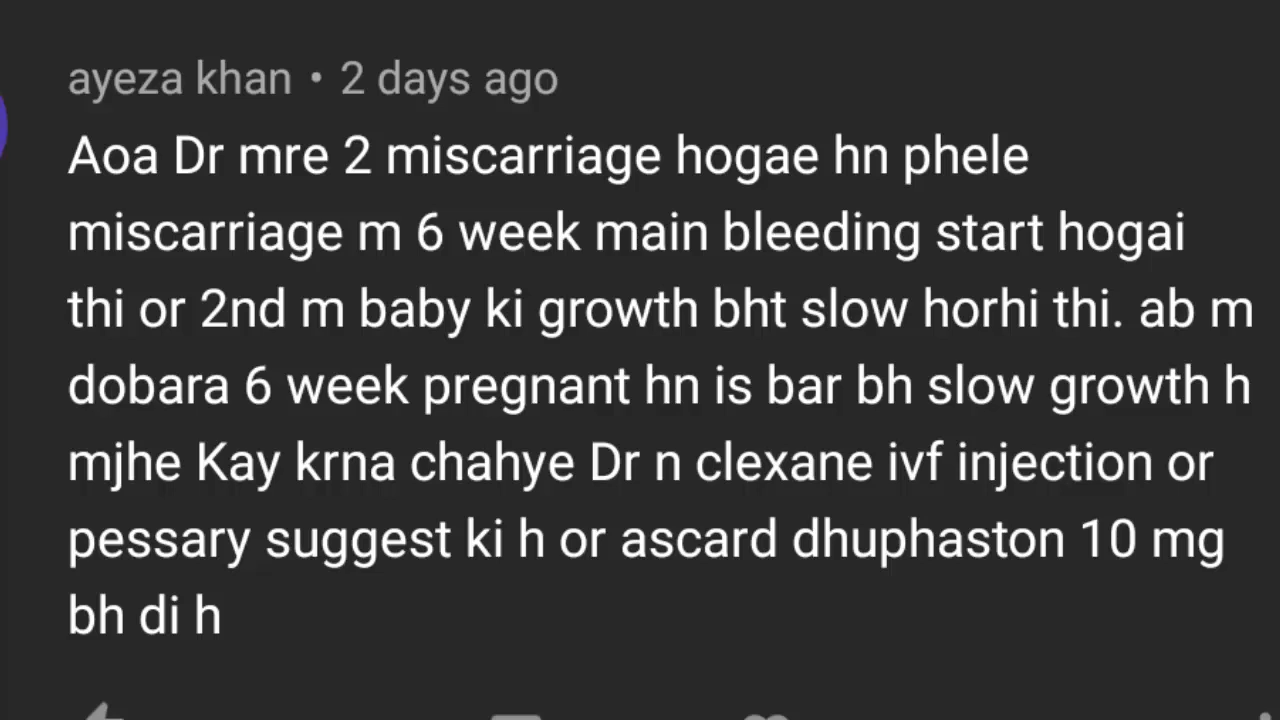 ayeza khan • 2 days ago
Aoa Dr mre 2 miscarriage hogae hn phele
miscarriage m 6 week main bleeding start hogai
thi or 2nd m baby ki growth bht slow horhi thi. ab m
dobara 6 week pregnant hn is bar bh slow growth h
mjhe Kay krna chahye Dr n clexane ivf injection or
pessary suggest ki h or ascard dhuphaston 10 mg
bh di h